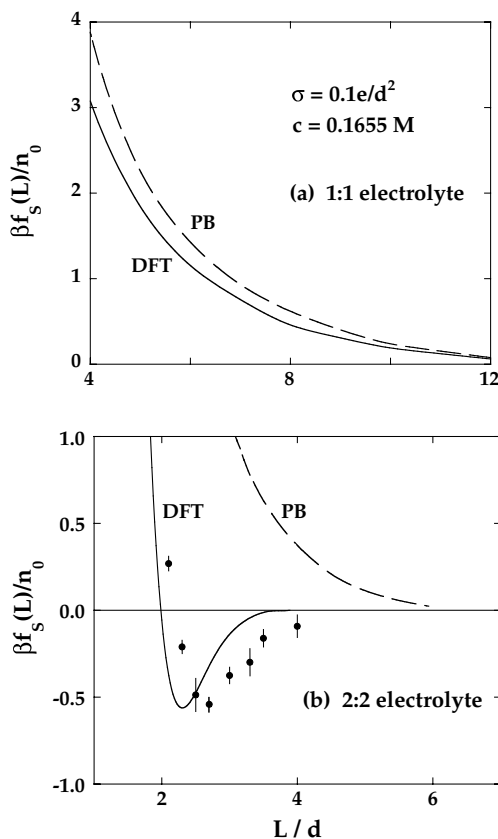 4
σ = 0.1e/d²
c = 0.1655 M
3
(a) 1:1 electrolyte
βf_S(L)/n_0
2
PB
DFT
1
0
4 8 12
1.0
DFT
PB
0.5
βf_S(L)/n_0
0.0
-0.5
(b) 2:2 electrolyte
-1.0
2 4 6
L / d